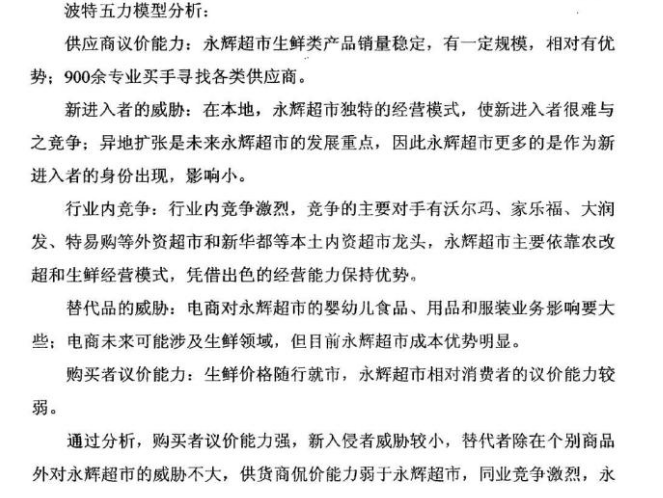 波特五力模型分析：
供应商议价能力：永辉超市生鲜类产品销量稳定，有一定规模，相对有优
势；900余专业买手寻找各类供应商。
新进入者的威胁：在本地，永辉超市独特的经营模式，使新进入者很难与
之竞争；异地扩张是未来永辉超市的发展重点，因此永辉超市更多的是作为新
进入者的身份出现，影响小。
行业内竞争：行业内竞争激烈，竞争的主要对手有沃尔玛、家乐福、大润
发、特易购等外资超市和新华都等本土内资超市龙头，永辉超市主要依靠农改
超和生鲜经营模式，凭借出色的经营能力保持优势。
替代品的威胁：电商对永辉超市的婴幼儿食品、用品和服装业务影响要大
些；电商未来可能涉及生鲜领域，但目前永辉超市成本优势明显。
购买者议价能力：生鲜价格随行就市，永辉超市相对消费者的议价能力较
弱。
通过分析，购买者议价能力强，新入侵者威胁较小，替代者除在个别商品
外对永辉超市的威胁不大，供货商侃价能力弱于永辉超市，同业竞争激烈，永